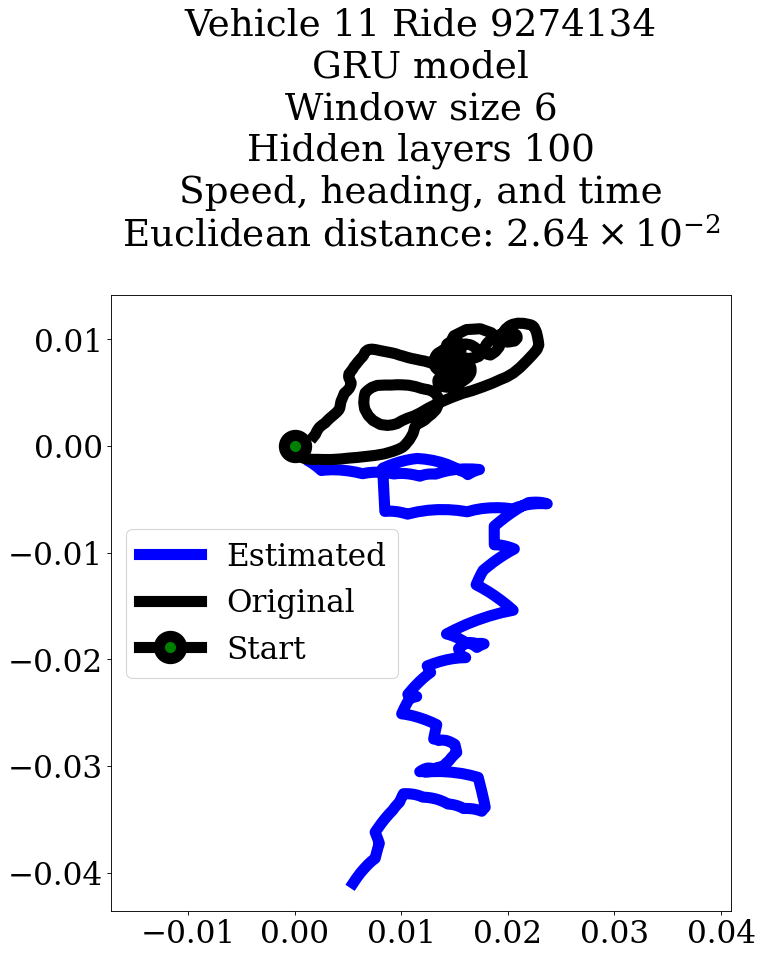 Vehicle 11 Ride 9274134
GRU model
Window size 6
Hidden layers 100
Speed, heading, and time
Euclidean distance: 2.64 × 10⁻²
0.01
0.00
−0.01
−0.02
−0.03
−0.04
Estimated
Original
Start
−0.01 0.00 0.01 0.02 0.03 0.04